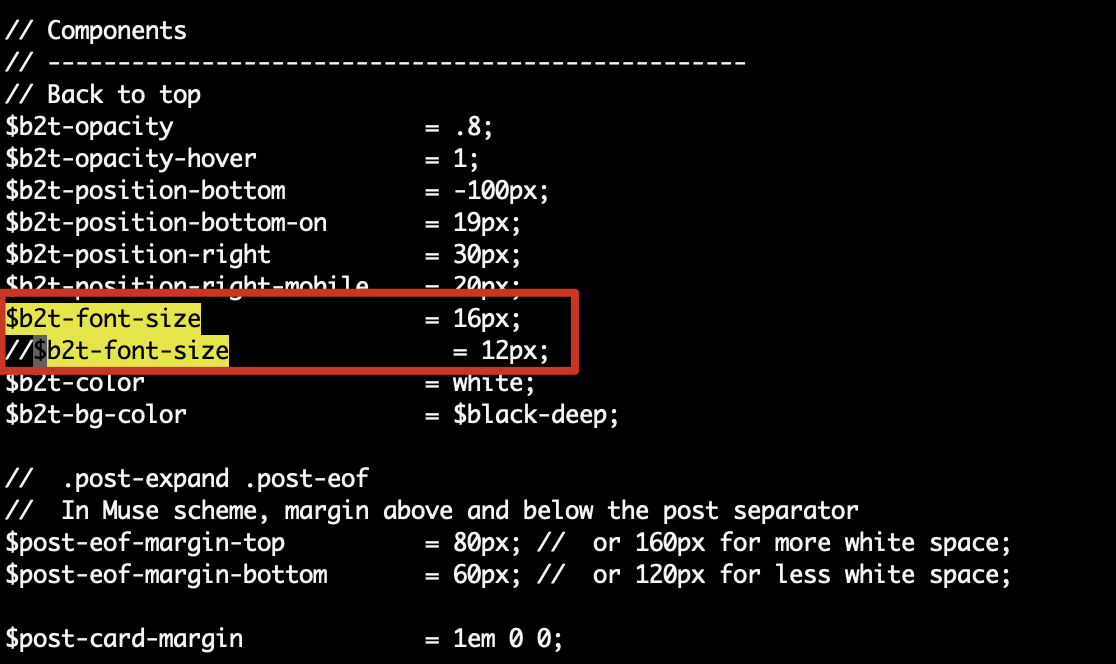 // Components
// --------------------------------------------------
// Back to top
$b2t-opacity                  = .8;
$b2t-opacity-hover            = 1;
$b2t-position-bottom          = -100px;
$b2t-position-bottom-on       = 19px;
$b2t-position-right           = 30px;
$b2t-position-right-mobile    = 20px;
$b2t-font-size                = 16px;
//$b2t-font-size                = 12px;
$b2t-color                    = white;
$b2t-bg-color                 = $black-deep;

//  .post-expand .post-eof
//  In Muse scheme, margin above and below the post separator
$post-eof-margin-top          = 80px; //  or 160px for more white space;
$post-eof-margin-bottom       = 60px; //  or 120px for less white space;

$post-card-margin             = 1em 0 0;